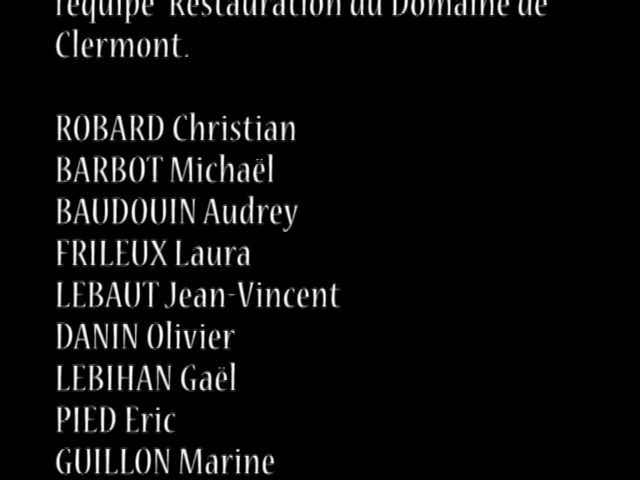 l'équipe Restauration du Domaine de
Clermont.
ROBARD Christian
BARBOT Michaël
BAUDOUIN Audrey
FRILEUX Laura
LEBAUT Jean-Vincent
DANIN Olivier
LEBIHAN Gaël
PIED Eric
GUILLON Marine